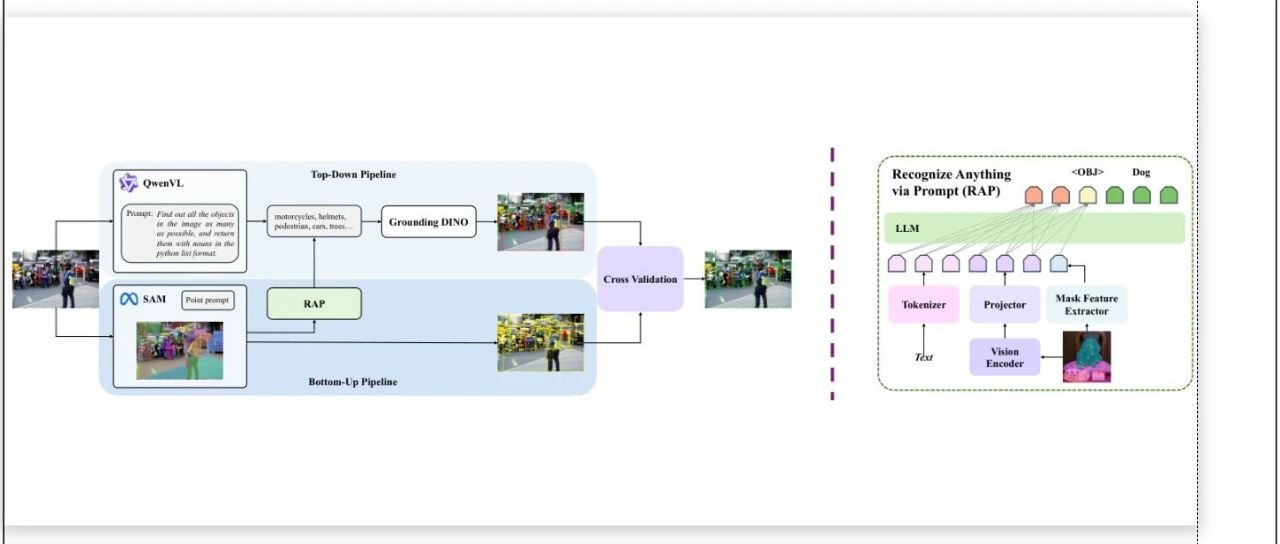 Top-Down Pipeline
QwenVL
Prompt: Find out all the objects
in the image as many
as possible, and return
them with nouns in the
python list format.
motorcycles, helmets,
pedestrian, cars, trees...
Grounding DINO
Cross Validation
SAM
Point prompt
RAP
Bottom-Up Pipeline
Recognize Anything
via Prompt (RAP)
<OBJ>
Dog
LLM
Tokenizer
Projector
Mask Feature
Extractor
Text
Vision
Encoder